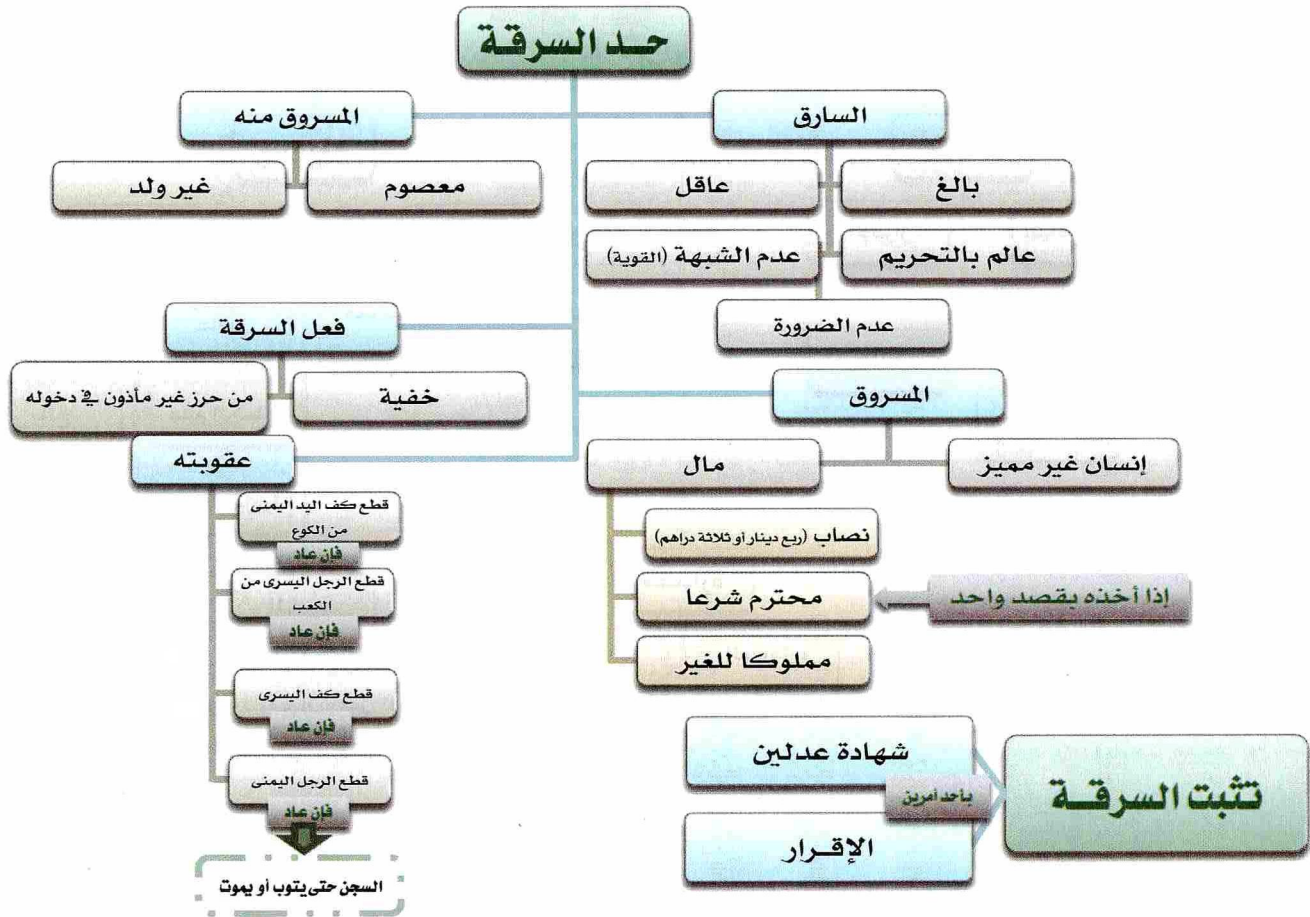 حـد السرقـة
السارق
بالغ
عاقل
عالم بالتحريم
عدم الشبهة (القوية)
عدم الضرورة
المسروق منه
معصوم
غير ولد
فعل السرقة
خفية
من حرز غير مأذون في دخوله
المسروق
إنسان غير مميز
مال
نصاب (ربع دينار أو ثلاثة دراهم)
محترم شرعا
إذا أخذه بقصد واحد
مملوكا للغير
عقوبته
قطع كف اليد اليمنى
من الكوع
فإن عاد
قطع الرجل اليسرى من
الكعب
فإن عاد
قطع كف اليسرى
فإن عاد
قطع الرجل اليمنى
فإن عاد
السجن حتى يتوب أو يموت
تثبت السرقـة
بأحد أمرين
شهادة عدلين
الإقـرار